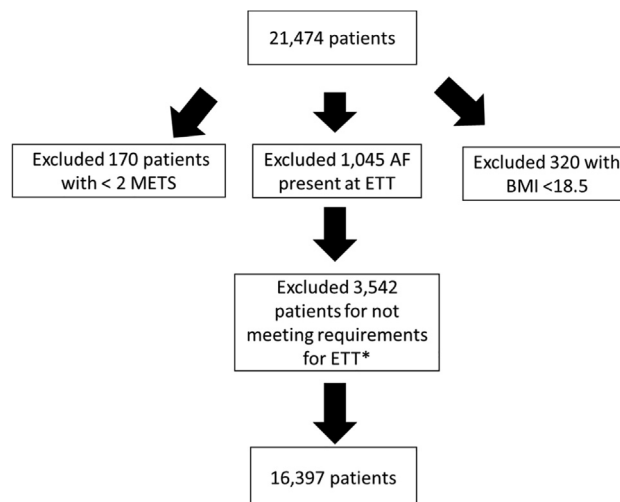 21,474 patients
Excluded 170 patients
with < 2 METS
Excluded 1,045 AF
present at ETT
Excluded 320 with
BMI <18.5
Excluded 3,542
patients for not
meeting requirements
for ETT*
16,397 patients